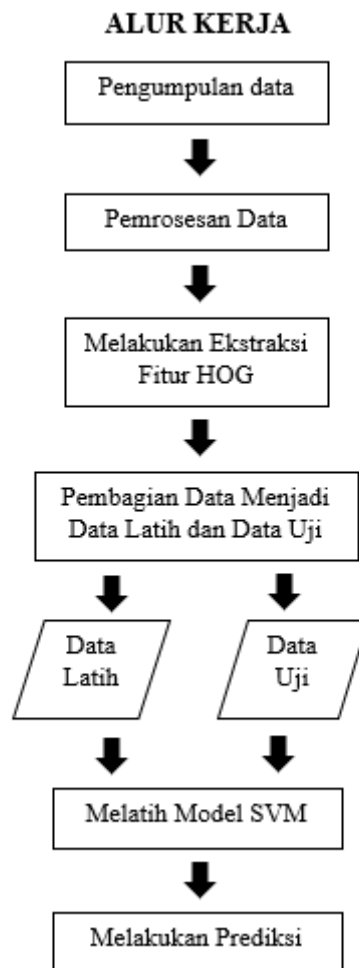 ALUR KERJA
Pengumpulan data
Pemrosesan Data
Melakukan Ekstraksi
Fitur HOG
Pembagian Data Menjadi
Data Latih dan Data Uji
Data
Latih
Data
Uji
Melatih Model SVM
Melakukan Prediksi